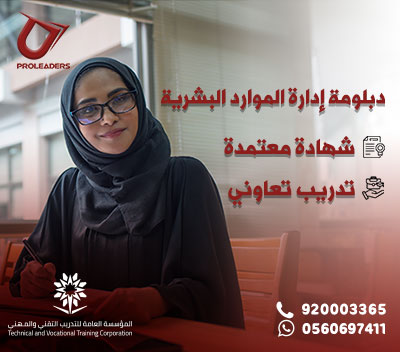 PROLEADERS
دبلومة إدارة الموارد البشرية
شهادة معتمدة
تدريب تعاوني
المؤسسة العامة للتدريب التقني والمهني
Technical and Vocational Training Corporation
920003365
0560697411